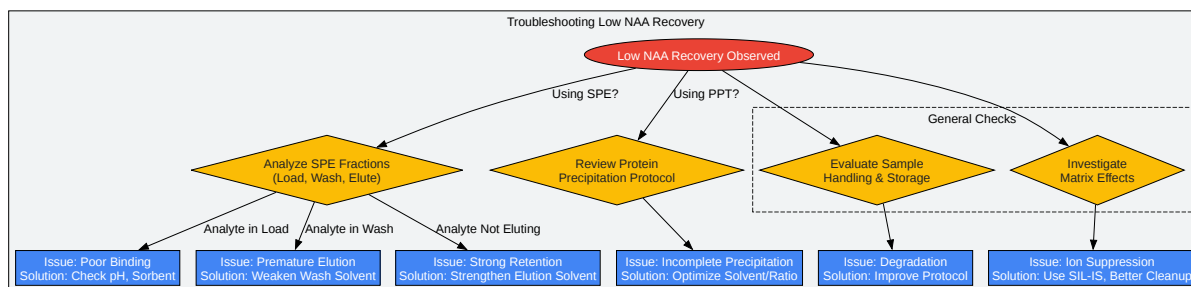 Troubleshooting Low NAA Recovery
Low NAA Recovery Observed
Using SPE?
Using PPT?
General Checks
Analyze SPE Fractions
(Load, Wash, Elute)
Review Protein
Precipitation Protocol
Evaluate Sample
Handling & Storage
Investigate
Matrix Effects
Analyte in Load
Analyte in Wash
Analyte Not Eluting
Issue: Poor Binding
Solution: Check pH, Sorbent
Issue: Premature Elution
Solution: Weaken Wash Solvent
Issue: Strong Retention
Solution: Strengthen Elution Solvent
Issue: Incomplete Precipitation
Solution: Optimize Solvent/Ratio
Issue: Degradation
Solution: Improve Protocol
Issue: Ion Suppression
Solution: Use SIL-IS, Better Cleanup